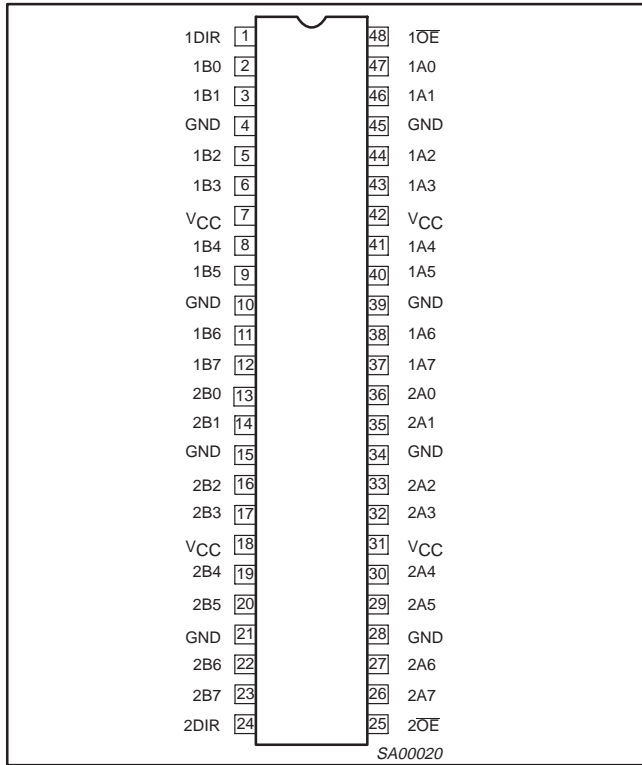 1DIR 1 48 1O̅E̅
1B0 2 47 1A0
1B1 3 46 1A1
GND 4 45 GND
1B2 5 44 1A2
1B3 6 43 1A3
VCC 7 42 VCC
1B4 8 41 1A4
1B5 9 40 1A5
GND 10 39 GND
1B6 11 38 1A6
1B7 12 37 1A7
2B0 13 36 2A0
2B1 14 35 2A1
GND 15 34 GND
2B2 16 33 2A2
2B3 17 32 2A3
VCC 18 31 VCC
2B4 19 30 2A4
2B5 20 29 2A5
GND 21 28 GND
2B6 22 27 2A6
2B7 23 26 2A7
2DIR 24 25 2O̅E̅
SA00020